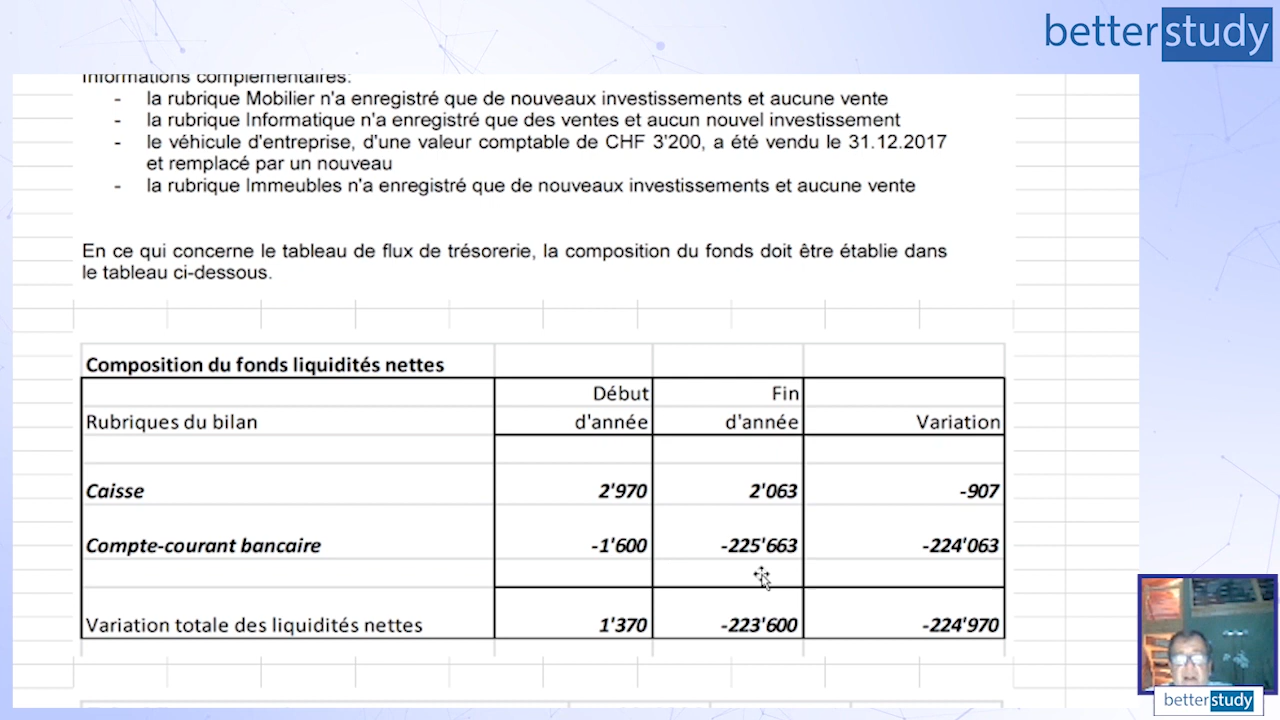 betterstudy
Informations complémentaires:
- la rubrique Mobilier n'a enregistré que de nouveaux investissements et aucune vente
- la rubrique Informatique n'a enregistré que des ventes et aucun nouvel investissement
- le véhicule d'entreprise, d'une valeur comptable de CHF 3'200, a été vendu le 31.12.2017
et remplacé par un nouveau
- la rubrique Immeubles n'a enregistré que de nouveaux investissements et aucune vente
En ce qui concerne le tableau de flux de trésorerie, la composition du fonds doit être établie dans
le tableau ci-dessous.
Composition du fonds liquidités nettes
Début Fin
Rubriques du bilan d'année d'année Variation
Caisse 2'970 2'063 -907
Compte-courant bancaire -1'600 -225'663 -224'063
Variation totale des liquidités nettes 1'370 -223'600 -224'970
betterstudy